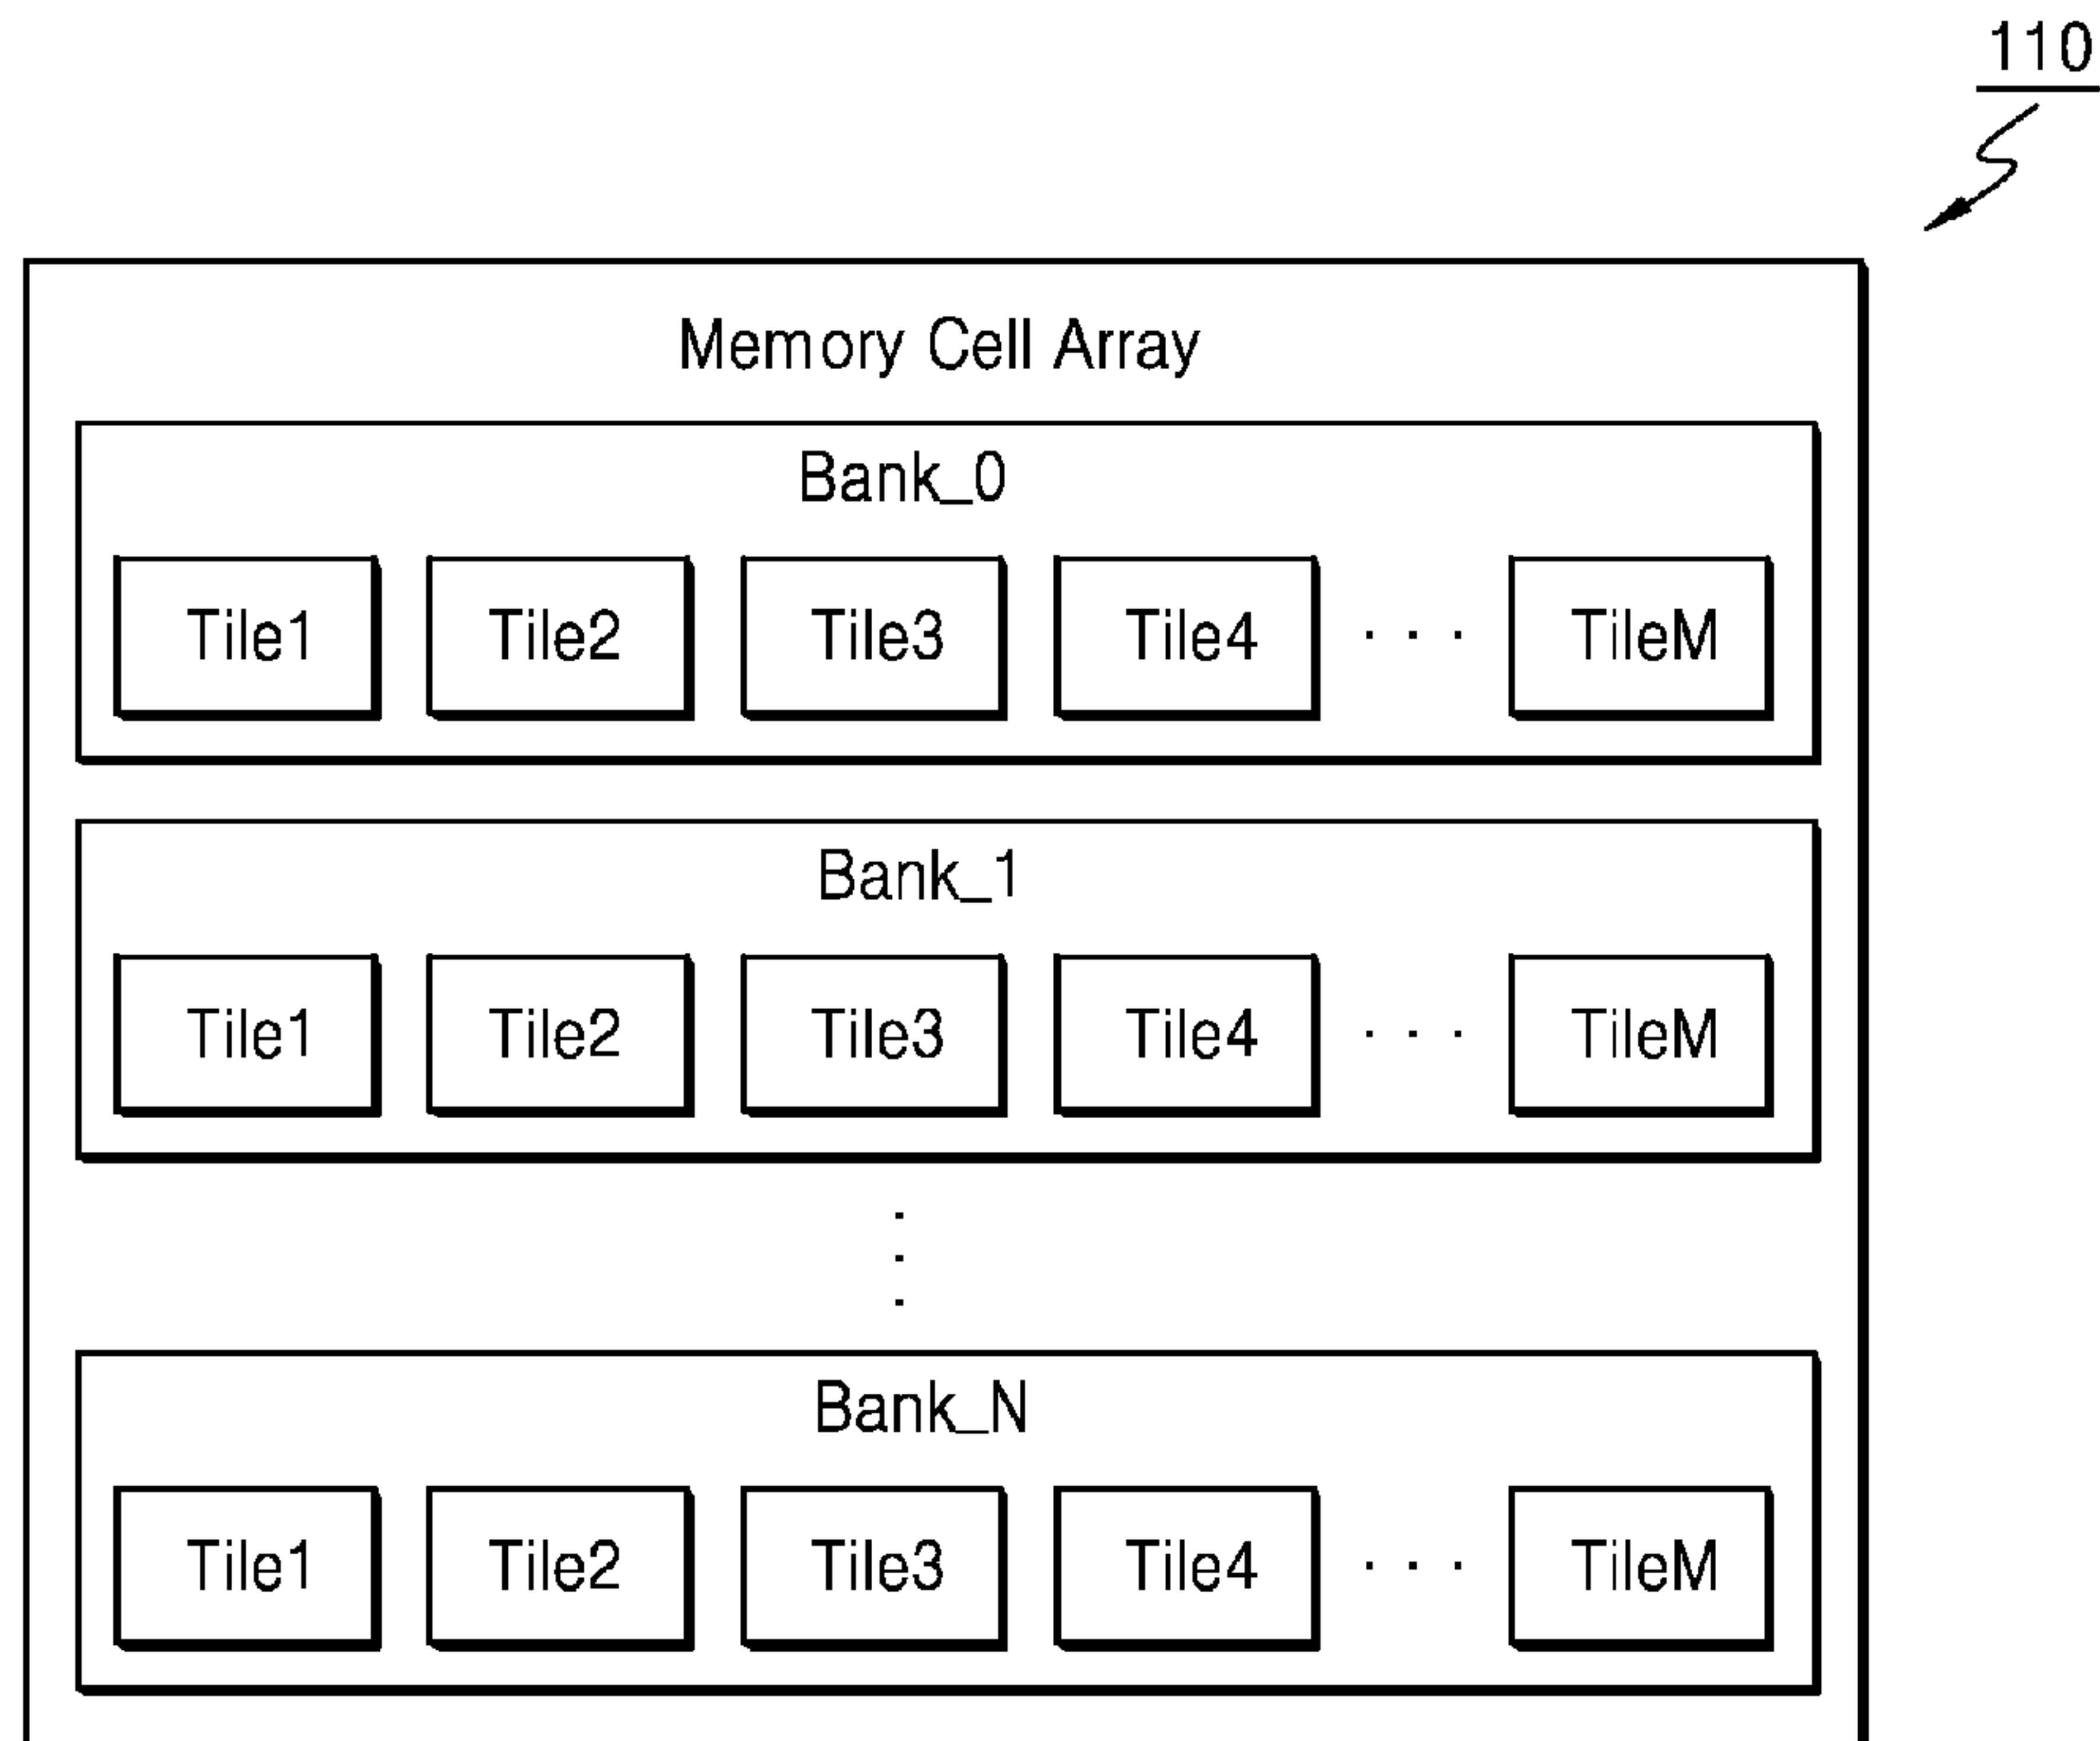 110
Memory Cell Array
Bank_0
Tile1 Tile2 Tile3 Tile4 . . . TileM
Bank_1
Tile1 Tile2 Tile3 Tile4 . . . TileM
.
.
.
Bank_N
Tile1 Tile2 Tile3 Tile4 . . . TileM